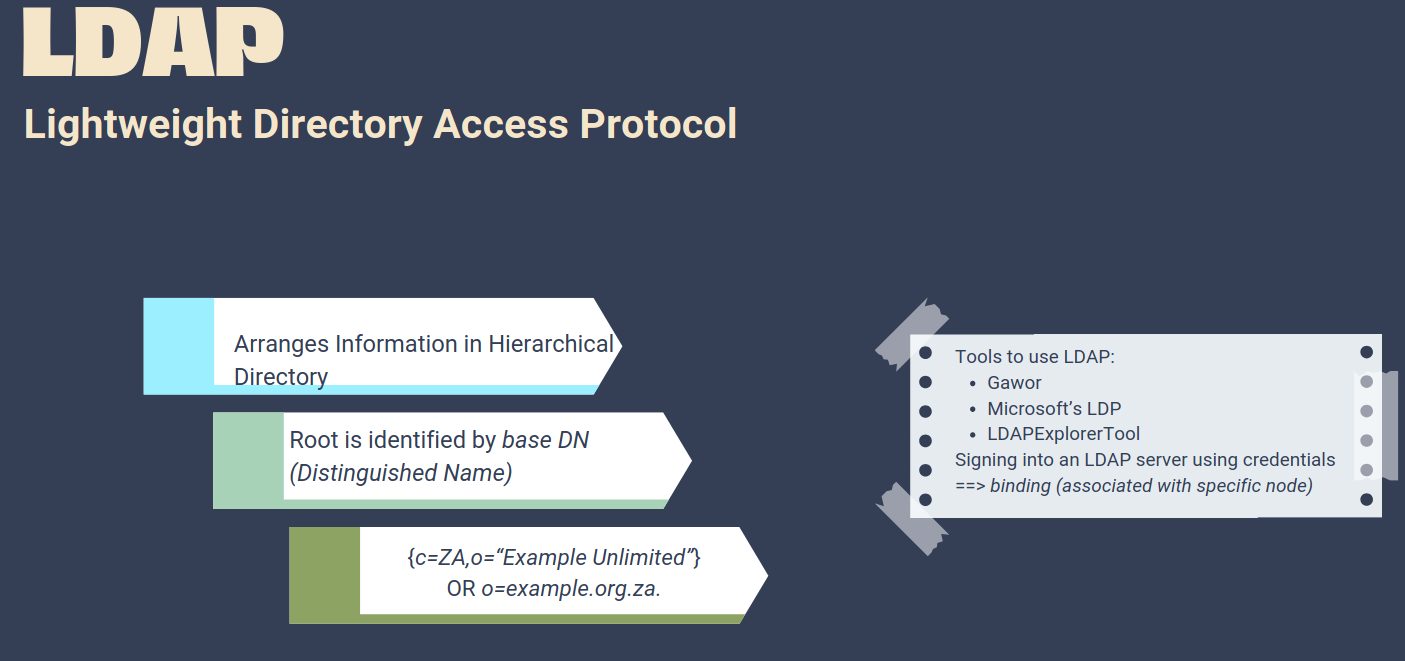 LDAP
Lightweight Directory Access Protocol
Arranges Information in Hierarchical
Directory
Root is identified by base DN
(Distinguished Name)
{c=ZA,o=“Example Unlimited”}
OR o=example.org.za.
Tools to use LDAP:
• Gawor
• Microsoft’s LDP
• LDAPExplorerTool
Signing into an LDAP server using credentials
==> binding (associated with specific node)